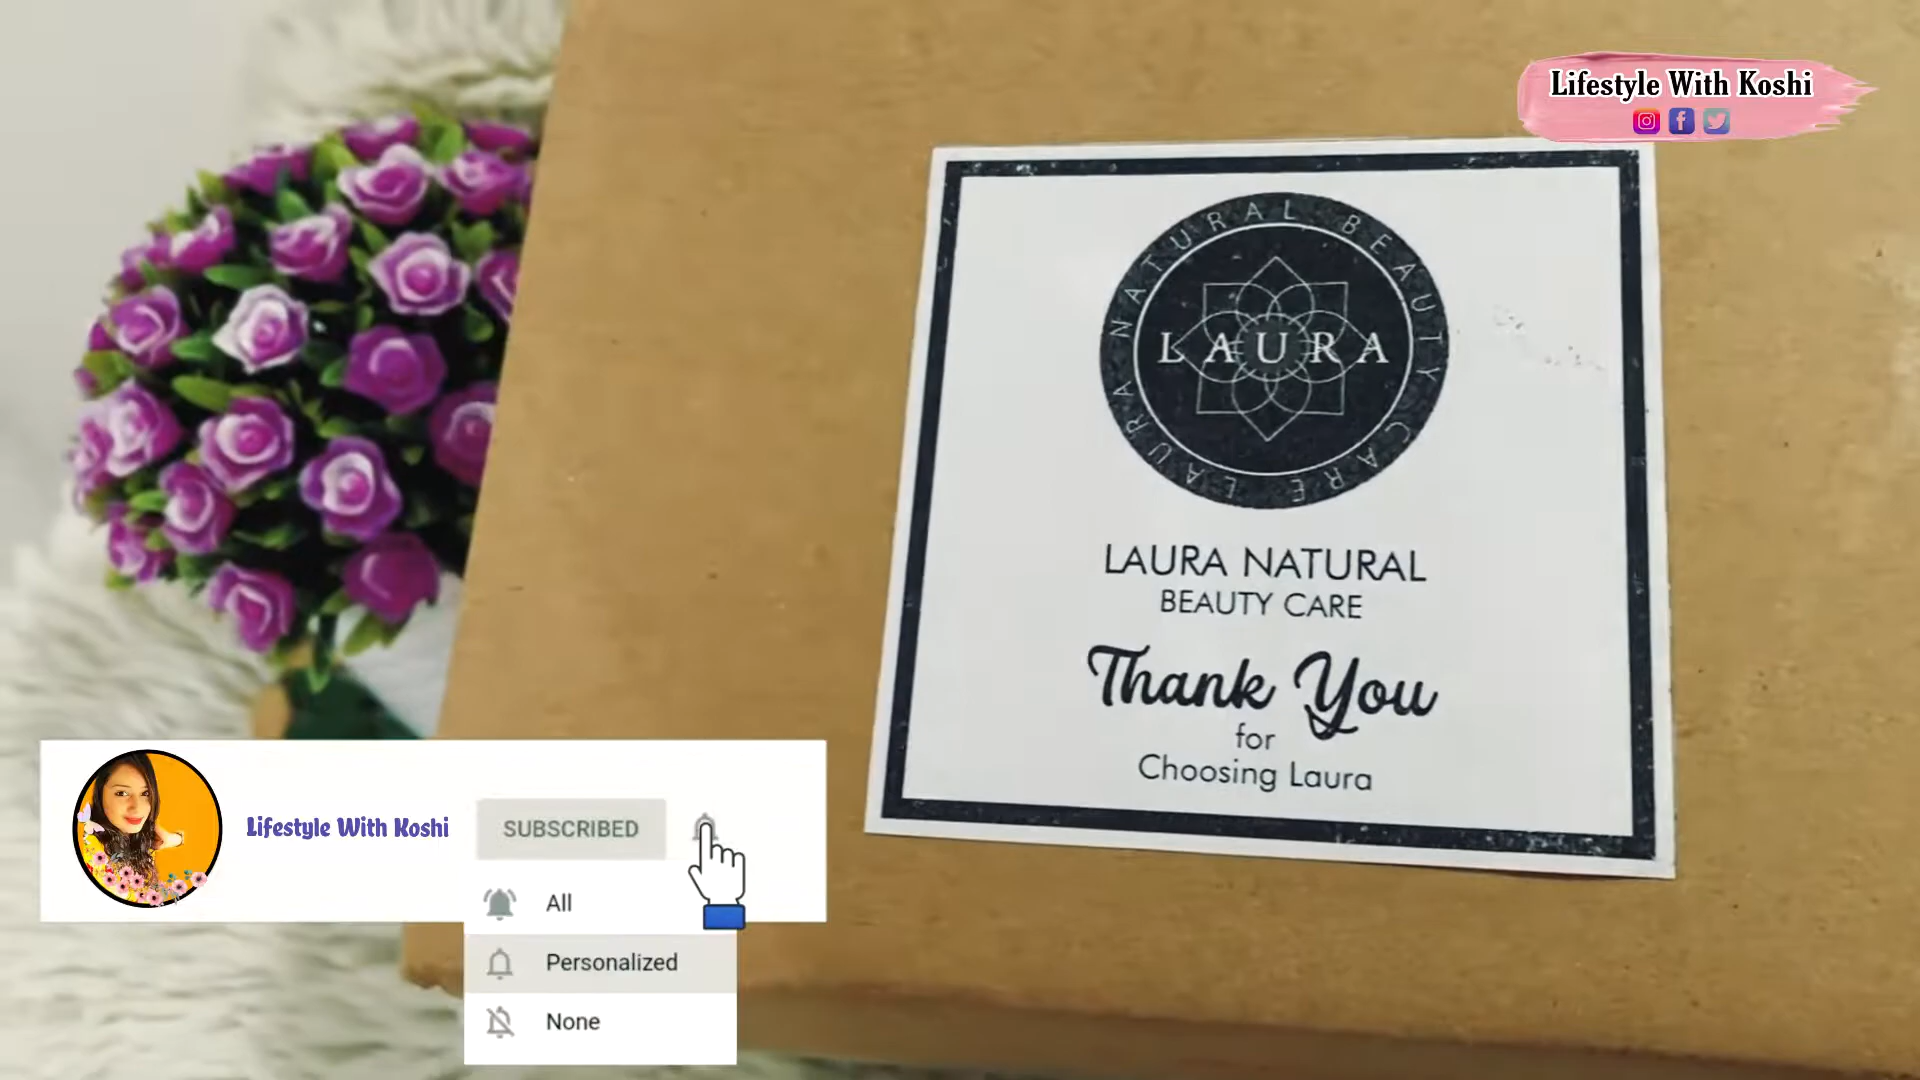 Lifestyle With Koshi
LAURA NATURAL BEAUTY CARE
LAURA
LAURA NATURAL
BEAUTY CARE
Thank You
for
Choosing Laura
Lifestyle With Koshi
SUBSCRIBED
All
Personalized
None